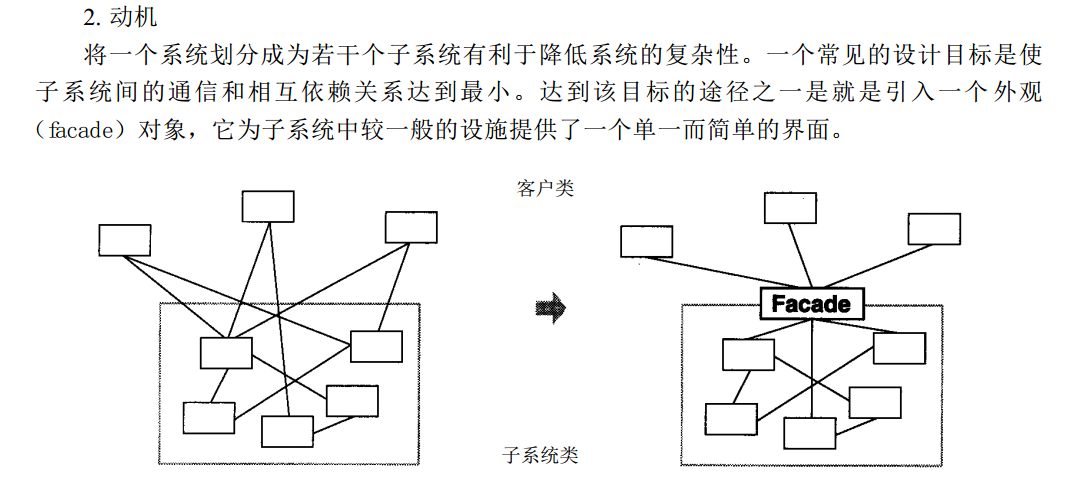 2. 动机
将一个系统划分成为若干个子系统有利于降低系统的复杂性。一个常见的设计目标是使
子系统间的通信和相互依赖关系达到最小。达到该目标的途径之一是就是引入一个外观
（facade）对象，它为子系统中较一般的设施提供了一个单一而简单的界面。
客户类
Facade
子系统类